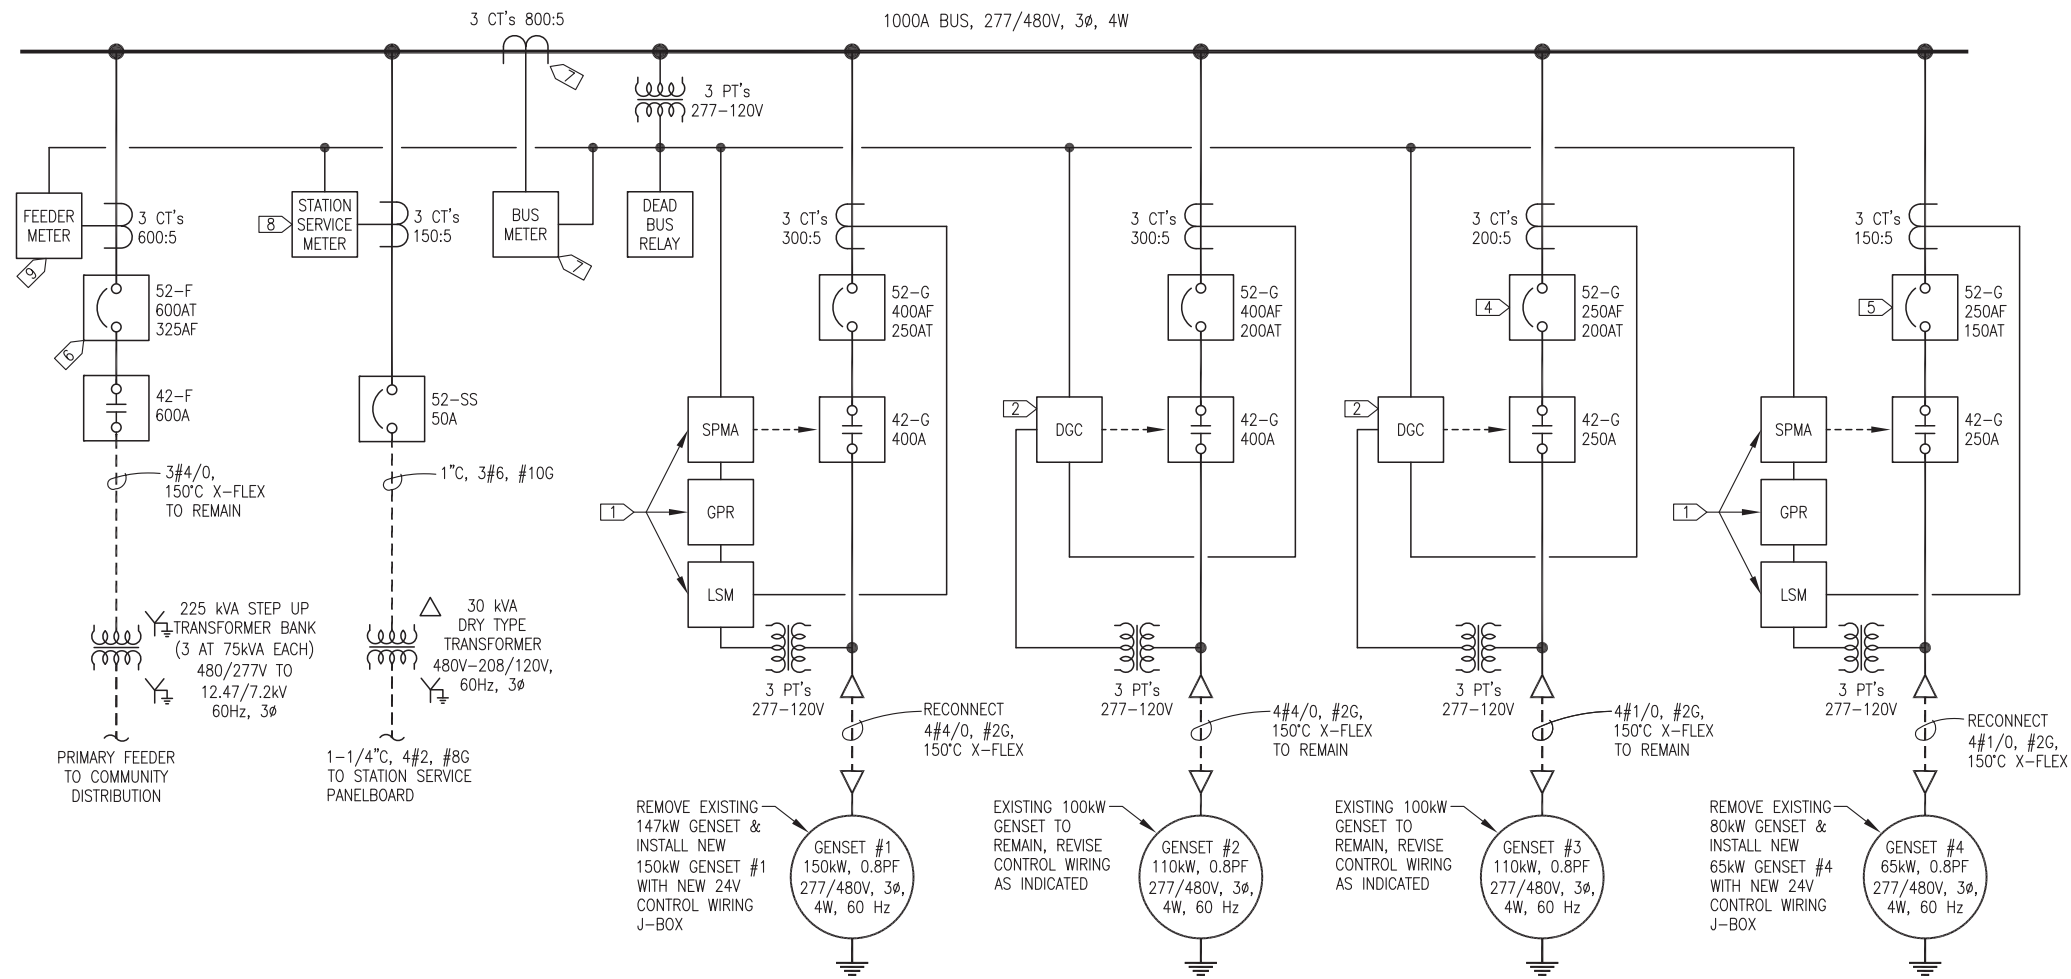 3 CT's 800:5
1000A BUS, 277/480V, 3ø, 4W
7
3 PT's
277-120V
FEEDER
METER
9
3 CT's
600:5
8
STATION
SERVICE
METER
3 CT's
150:5
BUS
METER
7
DEAD
BUS
RELAY
3 CT's
300:5
3 CT's
300:5
3 CT's
200:5
3 CT's
150:5
52-F
600AT
325AF
6
52-G
400AF
250AT
52-G
400AF
200AT
4
52-G
250AF
200AT
5
52-G
250AF
150AT
42-F
600A
52-SS
50A
SPMA
42-G
400A
2
DGC
42-G
400A
2
DGC
42-G
250A
SPMA
42-G
250A
3#4/0,
150°C X-FLEX
TO REMAIN
1"C, 3#6, #10G
1
GPR
LSM
1
GPR
LSM
225 kVA STEP UP
TRANSFORMER BANK
(3 AT 75kVA EACH)
480/277V TO
12.47/7.2kV
60Hz, 3ø
30 kVA
DRY TYPE
TRANSFORMER
480V-208/120V,
60Hz, 3ø
3 PT's
277-120V
3 PT's
277-120V
3 PT's
277-120V
3 PT's
277-120V
PRIMARY FEEDER
TO COMMUNITY
DISTRIBUTION
1-1/4"C, 4#2, #8G
TO STATION SERVICE
PANELBOARD
RECONNECT
4#4/0, #2G,
150°C X-FLEX
4#4/0, #2G,
150°C X-FLEX
TO REMAIN
4#1/0, #2G,
150°C X-FLEX
TO REMAIN
RECONNECT
4#1/0, #2G,
150°C X-FLEX
REMOVE EXISTING
147kW GENSET &
INSTALL NEW
150kW GENSET #1
WITH NEW 24V
CONTROL WIRING
J-BOX
GENSET #1
150kW, 0.8PF
277/480V, 3ø,
4W, 60 Hz
EXISTING 100kW
GENSET TO
REMAIN, REVISE
CONTROL WIRING
AS INDICATED
GENSET #2
110kW, 0.8PF
277/480V, 3ø,
4W, 60 Hz
EXISTING 100kW
GENSET TO
REMAIN, REVISE
CONTROL WIRING
AS INDICATED
GENSET #3
110kW, 0.8PF
277/480V, 3ø,
4W, 60 Hz
REMOVE EXISTING
80kW GENSET &
INSTALL NEW
65kW GENSET #4
WITH NEW 24V
CONTROL WIRING
J-BOX
GENSET #4
65kW, 0.8PF
277/480V, 3ø,
4W, 60 Hz